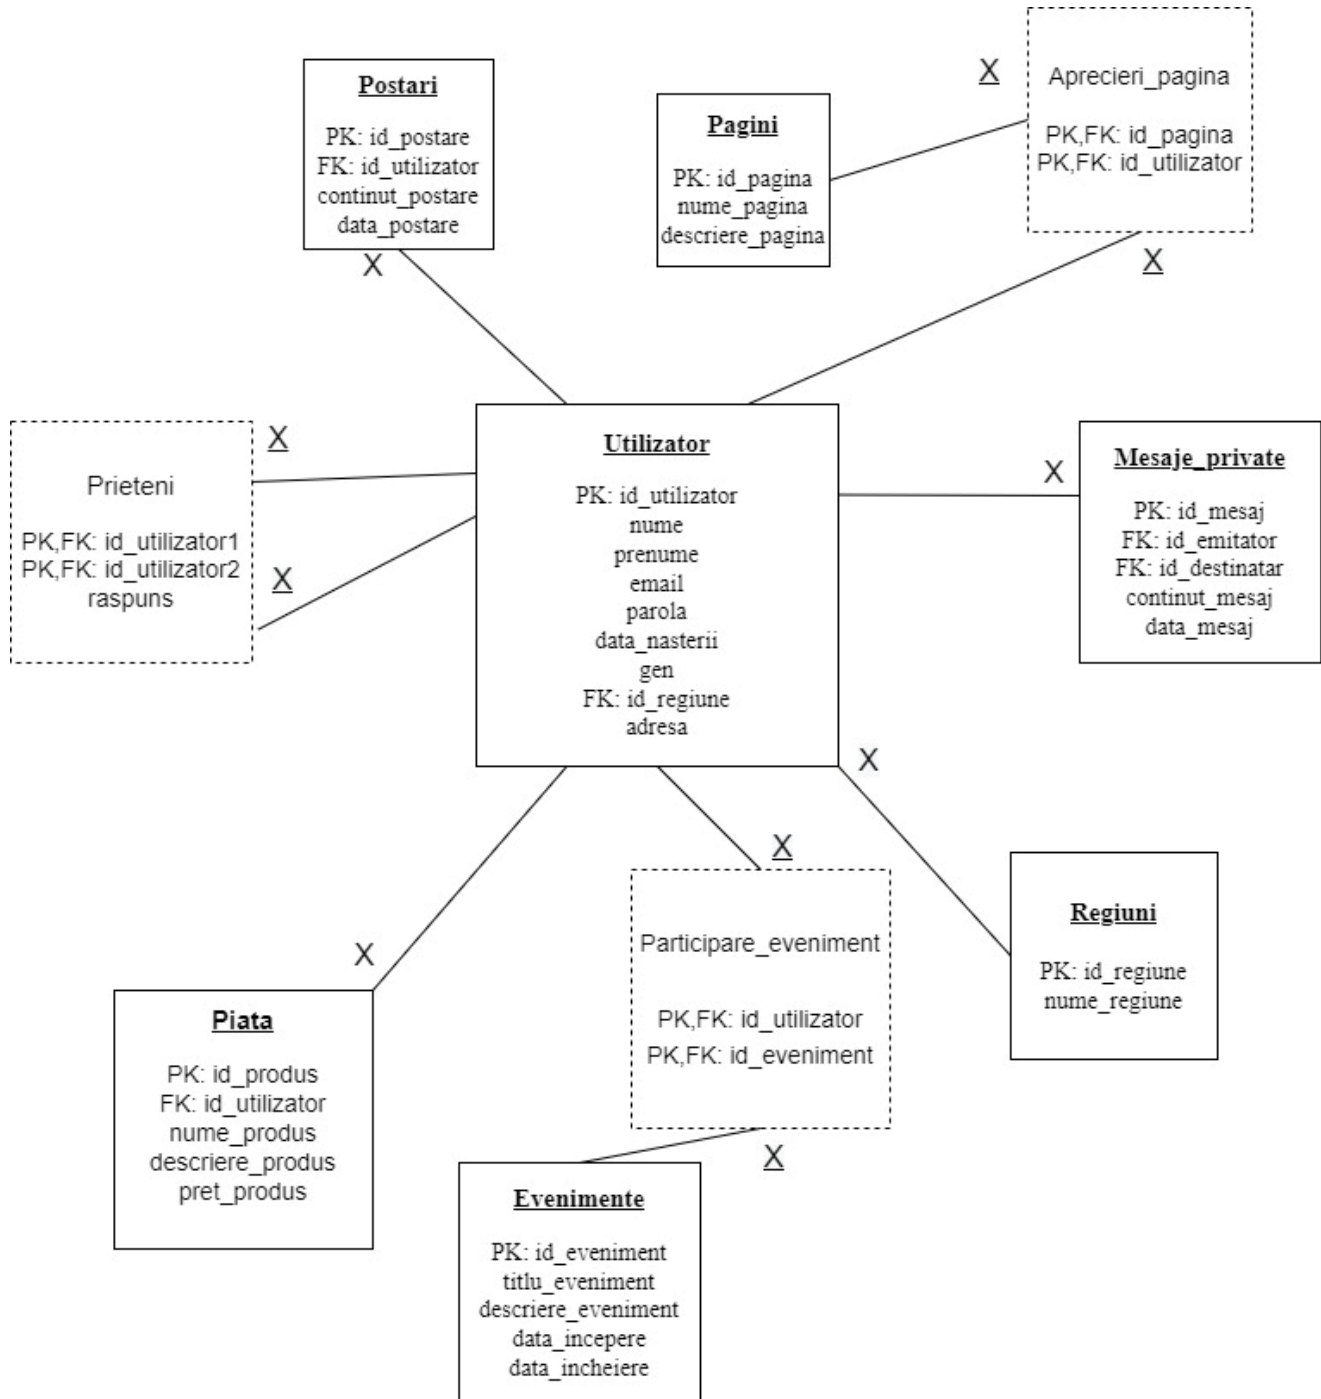 Postari
PK: id_postare
FK: id_utilizator
continut_postare
data_postare
X
Pagini
PK: id_pagina
nume_pagina
descriere_pagina
X
Aprecieri_pagina
PK,FK: id_pagina
PK,FK: id_utilizator
X
Prieteni
PK,FK: id_utilizator1
PK,FK: id_utilizator2
raspuns
X
X
Utilizator
PK: id_utilizator
nume
prenume
email
parola
data_nasterii
gen
FK: id_regiune
adresa
X
Mesaje_private
PK: id_mesaj
FK: id_emitator
FK: id_destinatar
continut_mesaj
data_mesaj
X
X
Piata
PK: id_produs
FK: id_utilizator
nume_produs
descriere_produs
pret_produs
X
Participare_eveniment
PK,FK: id_utilizator
PK,FK: id_eveniment
X
Regiuni
PK: id_regiune
nume_regiune
Evenimente
PK: id_eveniment
titlu_eveniment
descriere_eveniment
data_incepere
data_incheiere